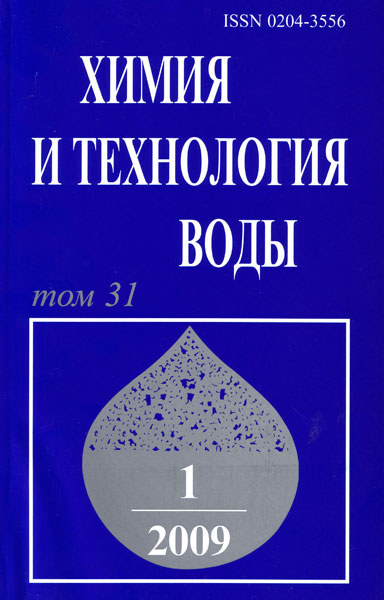 ISSN 0204-3556
ХИМИЯ
И ТЕХНОЛОГИЯ
ВОДЫ
том 31
1
2009